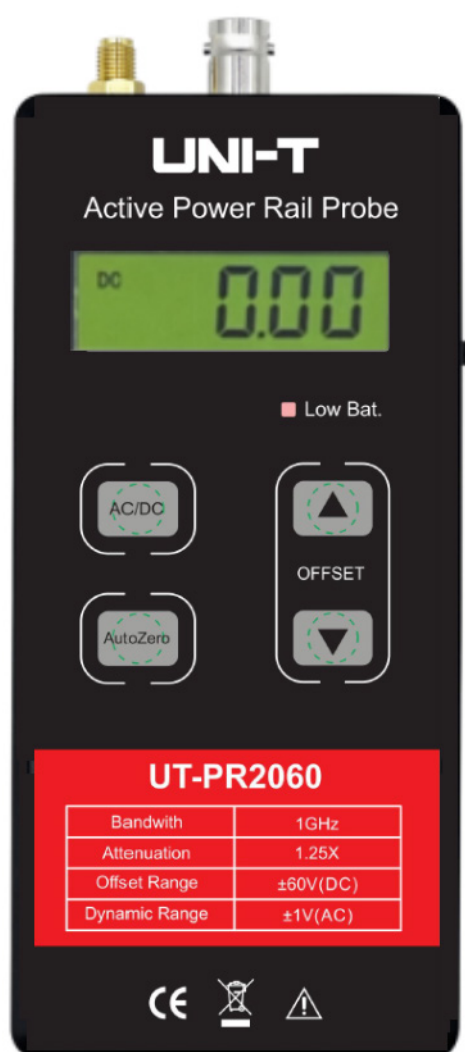 UNI-T
Active Power Rail Probe
DC 0.00
Low Bat.
AC/DC
OFFSET
AutoZero
UT-PR2060
Bandwith 1GHz
Attenuation 1.25X
Offset Range ±60V(DC)
Dynamic Range ±1V(AC)
CE